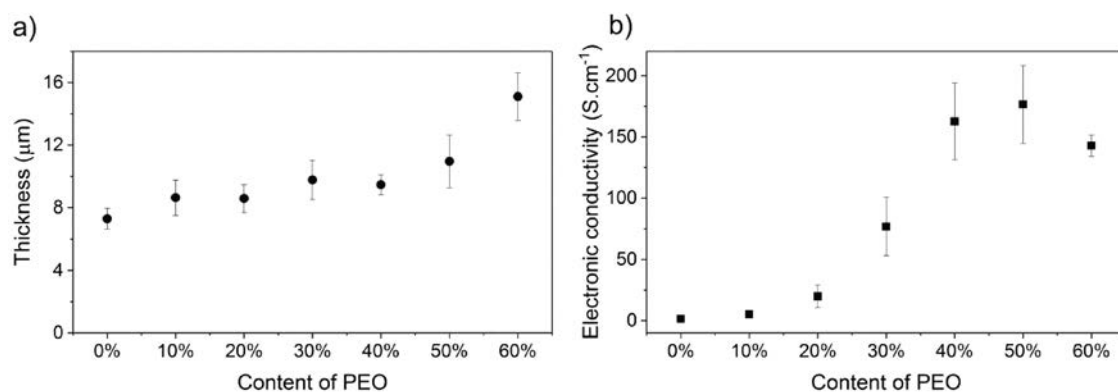 a)
Thickness (μm)
16
12
8
4
0
0% 10% 20% 30% 40% 50% 60%
Content of PEO
b)
Electronic conductivity (S.cm⁻¹)
200
150
100
50
0
0% 10% 20% 30% 40% 50% 60%
Content of PEO